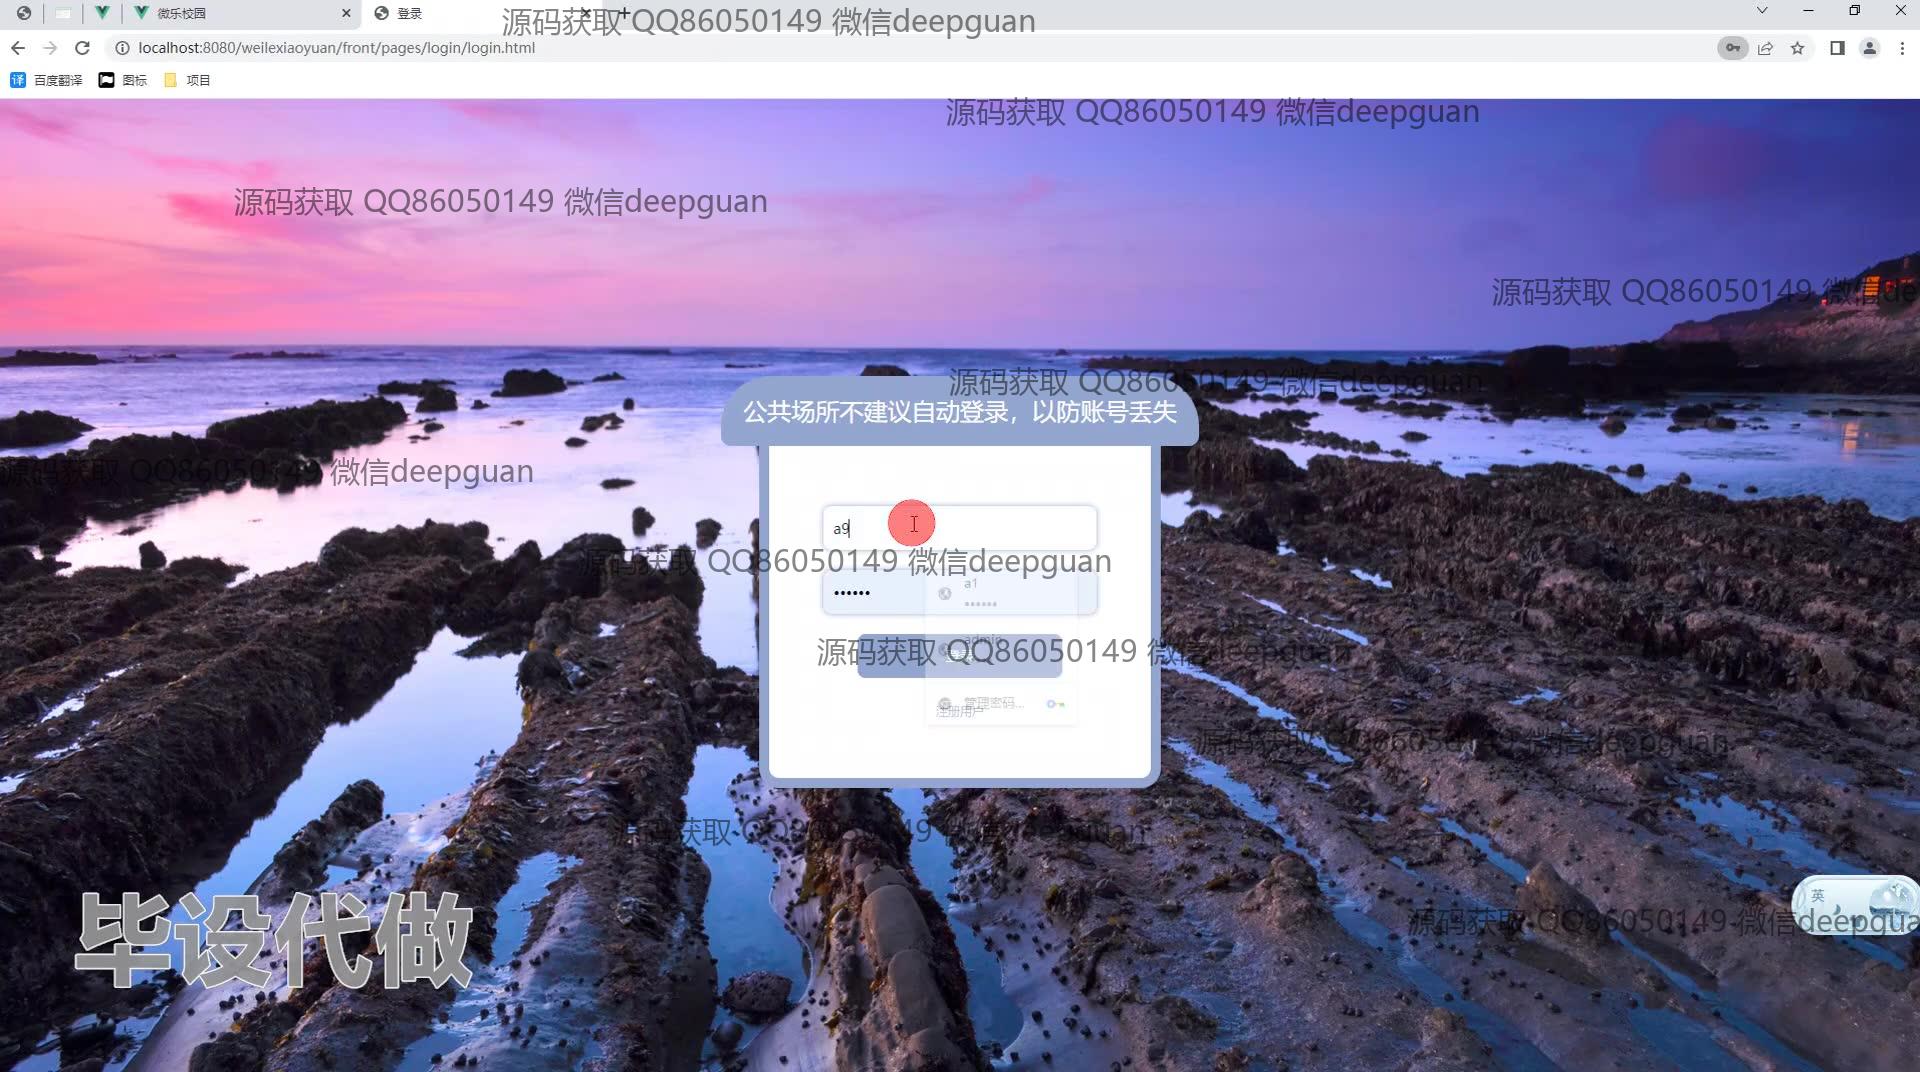 微乐校园
登录
源码获取 QQ86050149 微信deepguan
localhost:8080/weilexiaoyuan/front/pages/login/login.html
译 百度翻译 图标 项目
源码获取 QQ86050149 微信deepguan
源码获取 QQ86050149 微信deepguan
源码获取 QQ86050149 微信de
源码获取 QQ86050149 微信deepguan
公共场所不建议自动登录，以防账号丢失
源码获取 QQ86050149 微信deepguan
a9
源码获取 QQ86050149 微信deepguan
a1
admin
源码获取 QQ86050149 微信deepguan
登录
管理密码...
注册用户
源码获取 QQ86050149 微信deepguan
源码获取 QQ86050149 微信deepguan
英
源码获取 QQ86050149 微信deepgua
毕设代做